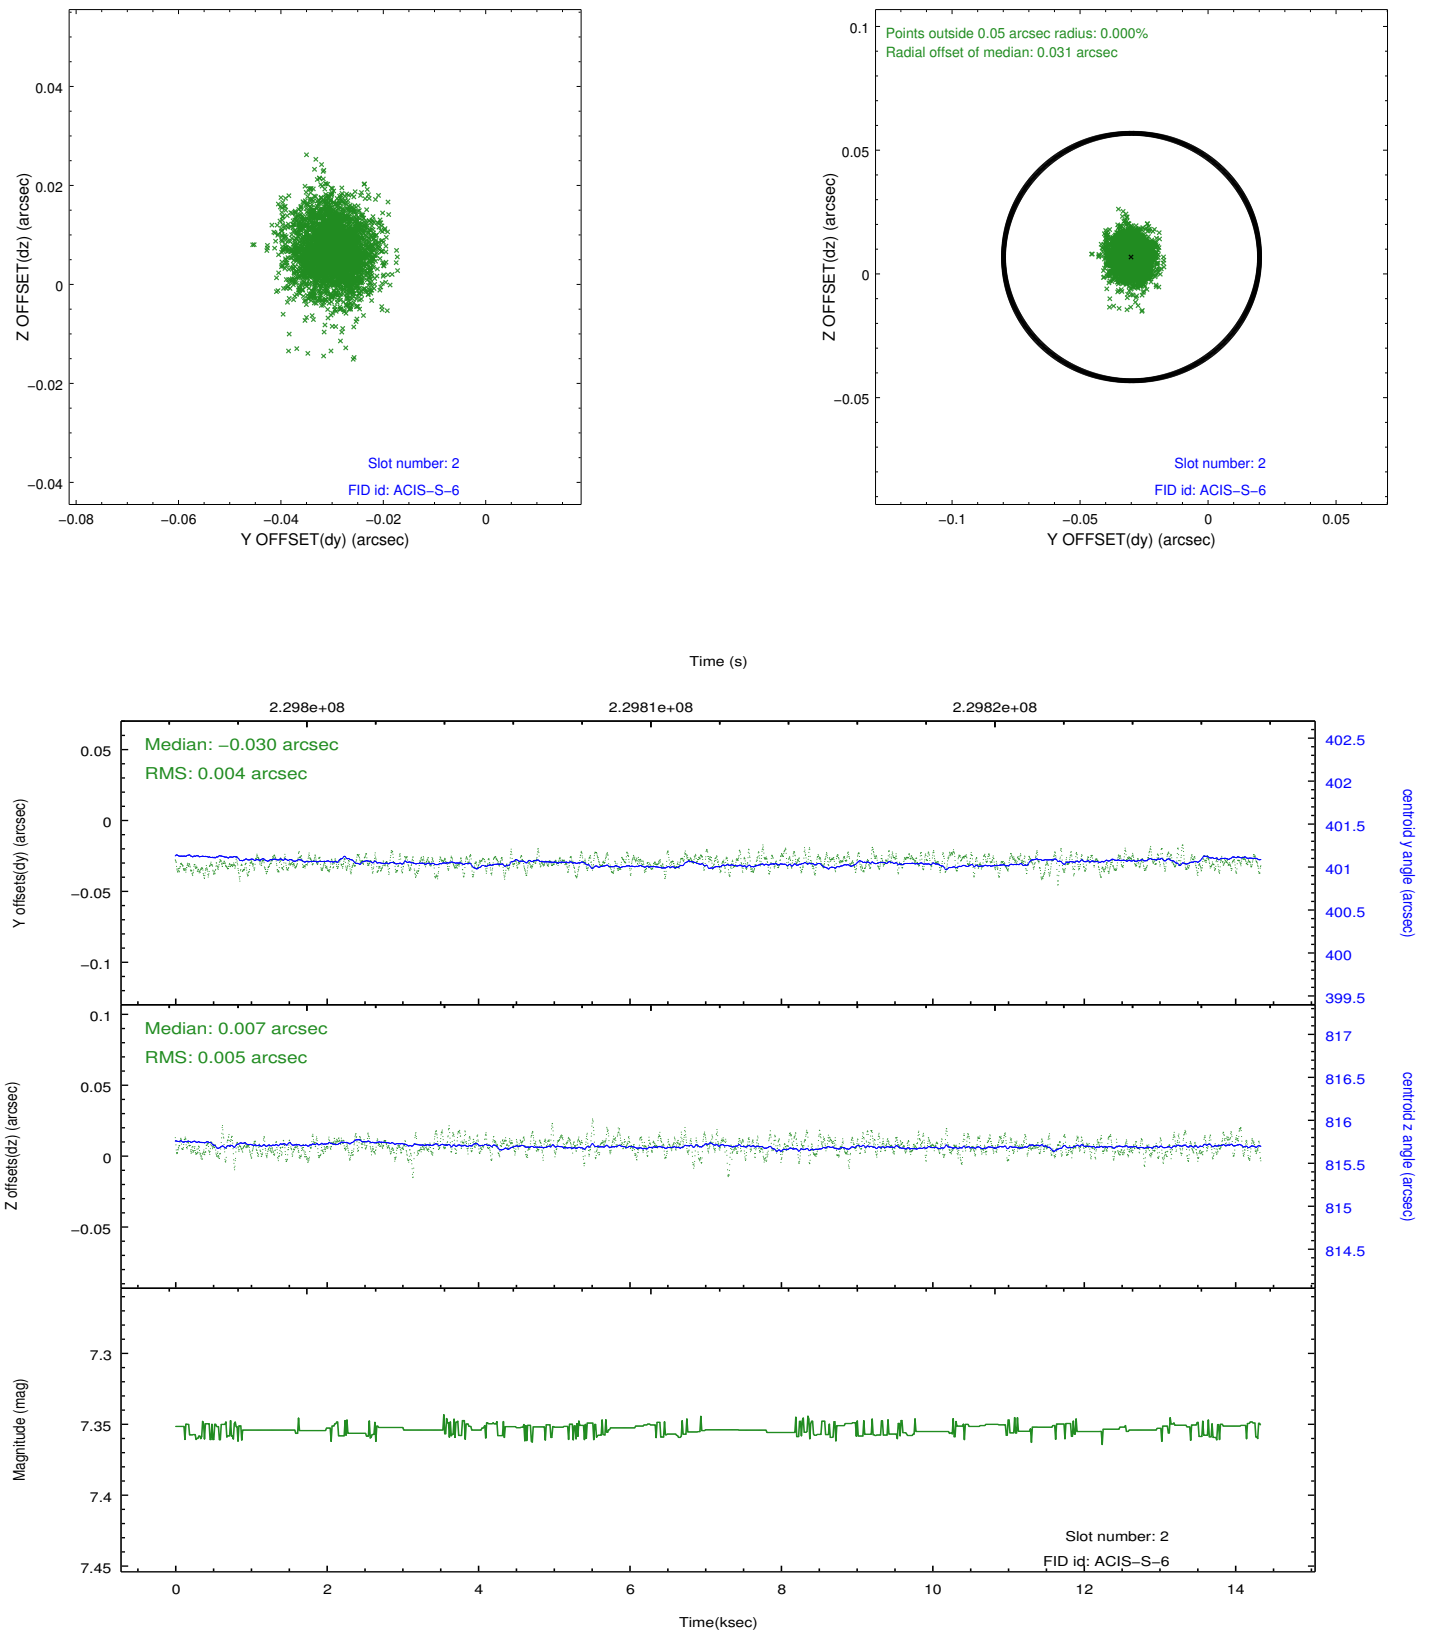 0.04
0.02
0
−0.02
−0.04
Z OFFSET(dz) (arcsec)
Slot number: 2
FID id: ACIS−S−6
−0.08
−0.06
−0.04
−0.02
0
Y OFFSET(dy) (arcsec)
Points outside 0.05 arcsec radius: 0.000%
Radial offset of median: 0.031 arcsec
0.1
0.05
0
−0.05
Z OFFSET(dz) (arcsec)
Slot number: 2
FID id: ACIS−S−6
−0.1
−0.05
0
0.05
Y OFFSET(dy) (arcsec)
Time (s)
2.298e+08
2.2981e+08
2.2982e+08
Median: −0.030 arcsec
RMS: 0.004 arcsec
0.05
0
−0.05
−0.1
Y offsets(dy) (arcsec)
402.5
402
401.5
401
400.5
400
399.5
centroid y angle (arcsec)
Median: 0.007 arcsec
RMS: 0.005 arcsec
0.1
0.05
0
−0.05
Z offsets(dz) (arcsec)
817
816.5
816
815.5
815
814.5
centroid z angle (arcsec)
7.3
7.35
7.4
7.45
Magnitude (mag)
Slot number: 2
FID id: ACIS−S−6
0
2
4
6
8
10
12
14
Time(ksec)